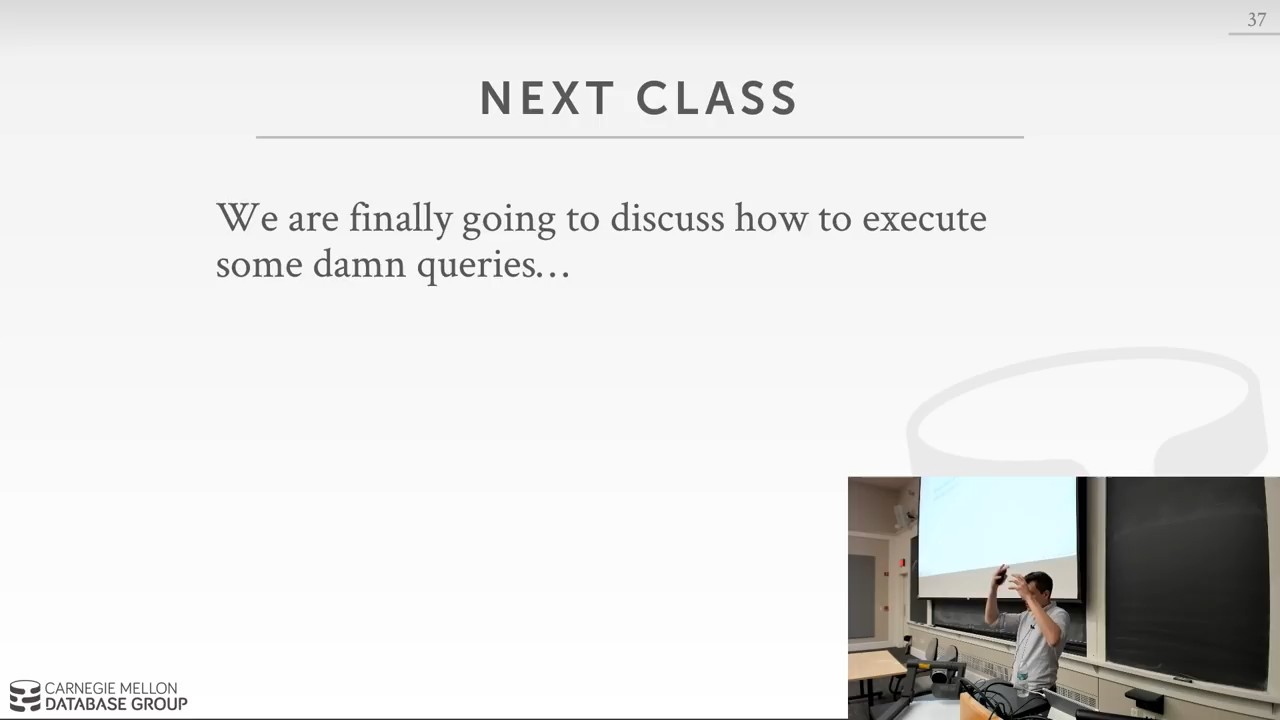 37
NEXT CLASS
We are finally going to discuss how to execute
some damn queries…
CARNEGIE MELLON
DATABASE GROUP